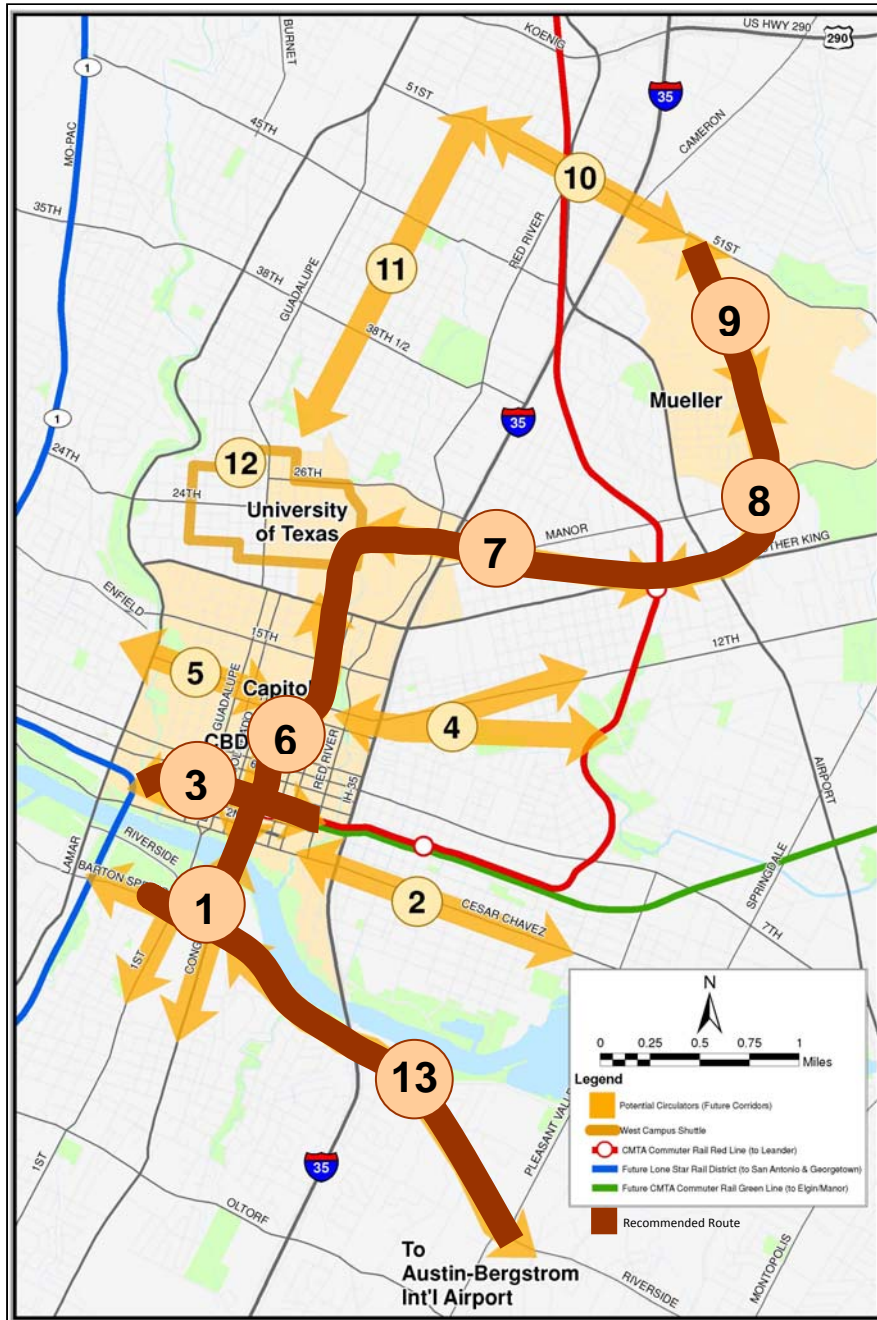 BURNET
KOENIG
US HWY 290
290
1
MO-PAC
51ST
35
CAMERON
45TH
10
35TH
RED RIVER
51ST
11
GUADALUPE
38TH
9
38TH 1/2
Mueller
1
35
24TH
12
26TH
24TH
University
of Texas
8
7
MANOR
ENFIELD
15TH
12TH
5
GUADALUPE
Capitol
4
6
CBD
RED RIVER
3
IH-35
AIRPORT
LAMAR
RIVERSIDE
BARTON
1
2
CESAR CHAVEZ
SPRINGDALE
7TH
1ST
13
PLEASANT
35
1ST
OLTORF
To
Austin-Bergstrom
Int'l Airport
RIVERSIDE
MONTOPOLIS
N
0 0.25 0.5 0.75 1
Miles
Legend
Potential Circulators (Future Corridors)
West Campus Shuttle
CMTA Commuter Rail Red Line (to Leander)
Future Lone Star Rail District (to San Antonio & Georgetown)
Future CMTA Commuter Rail Green Line (to Elgin/Manor)
Recommended Route